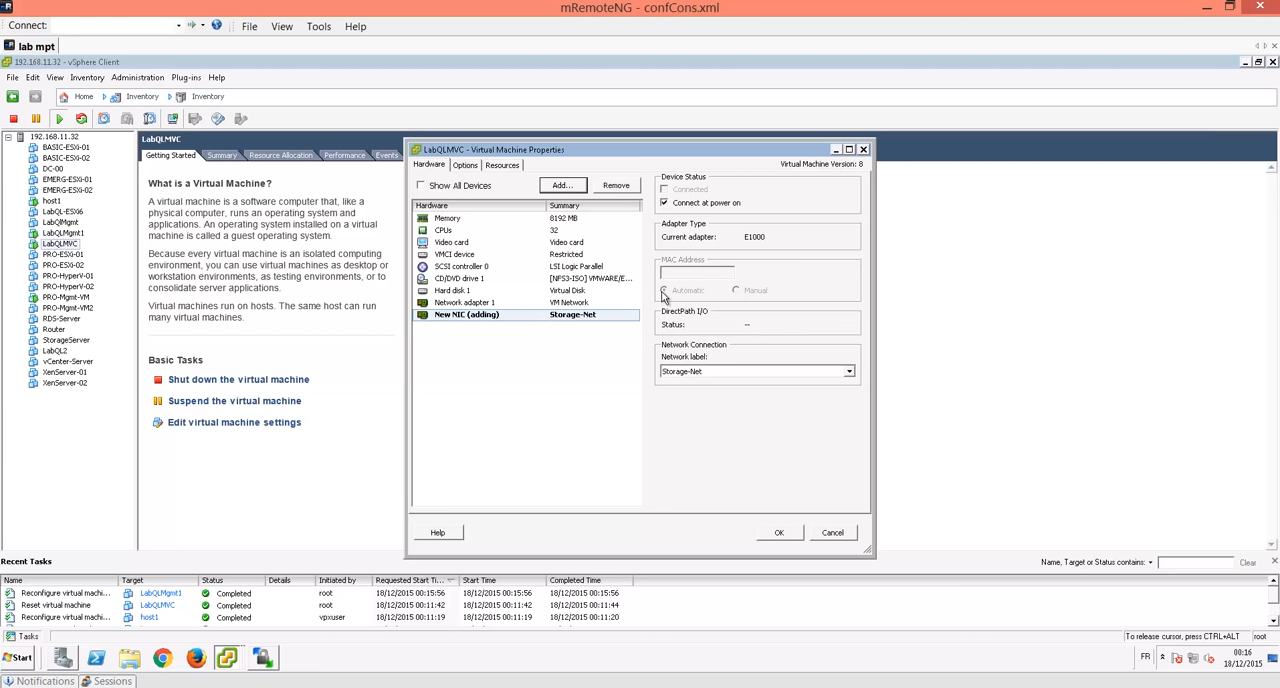 mRemoteNG - confCons.xml
Connect: File View Tools Help
lab mpt
192.168.11.32 - vSphere Client
File Edit View Inventory Administration Plug-ins Help
Home Inventory Inventory
192.168.11.32
BASIC-ESXi-01
BASIC-ESXi-02
DC-00
EMERG-ESXi-01
EMERG-ESXi-02
host1
LabQL-ESXi6
LabQlMgmt
LabQLMgmt1
LabQLMVC
PRO-ESXi-01
PRO-ESXi-02
PRO-HyperV-01
PRO-HyperV-02
PRO-Mgmt-VM
PRO-Mgmt-VM2
RDS-Server
Router
StorageServer
LabQL2
vCenter-Server
XenServer-01
XenServer-02
LabQLMVC
Getting Started Summary Resource Allocation Performance Events
What is a Virtual Machine?
A virtual machine is a software computer that, like a
physical computer, runs an operating system and
applications. An operating system installed on a virtual
machine is called a guest operating system.
Because every virtual machine is an isolated computing
environment, you can use virtual machines as desktop or
workstation environments, as testing environments, or to
consolidate server applications.
Virtual machines run on hosts. The same host can run
many virtual machines.
Basic Tasks
Shut down the virtual machine
Suspend the virtual machine
Edit virtual machine settings
LabQLMVC - Virtual Machine Properties
Hardware Options Resources
Virtual Machine Version: 8
Show All Devices Add... Remove
Hardware Summary
Memory 8192 MB
CPUs 32
Video card Video card
VMCI device Restricted
SCSI controller 0 LSI Logic Parallel
CD/DVD drive 1 [NFS3-ISO] VMWARE/E...
Hard disk 1 Virtual Disk
Network adapter 1 VM Network
New NIC (adding) Storage-Net
Device Status
Connected
Connect at power on
Adapter Type
Current adapter: E1000
MAC Address
Automatic Manual
DirectPath I/O
Status: --
Network Connection
Network label:
Storage-Net
Help OK Cancel
Recent Tasks
Name, Target or Status contains: Clear
Name Target Status Details Initiated by Requested Start Ti... Start Time Completed Time
Reconfigure virtual machi... LabQLMgmt1 Completed root 18/12/2015 00:15:56 18/12/2015 00:15:56 18/12/2015 00:15:56
Reset virtual machine LabQLMVC Completed root 18/12/2015 00:11:42 18/12/2015 00:11:42 18/12/2015 00:11:44
Reconfigure virtual machi... host1 Completed vpxuser 18/12/2015 00:11:19 18/12/2015 00:11:19 18/12/2015 00:11:20
Tasks To release cursor, press CTRL+ALT root
Start FR 00:16
18/12/2015
Notifications Sessions